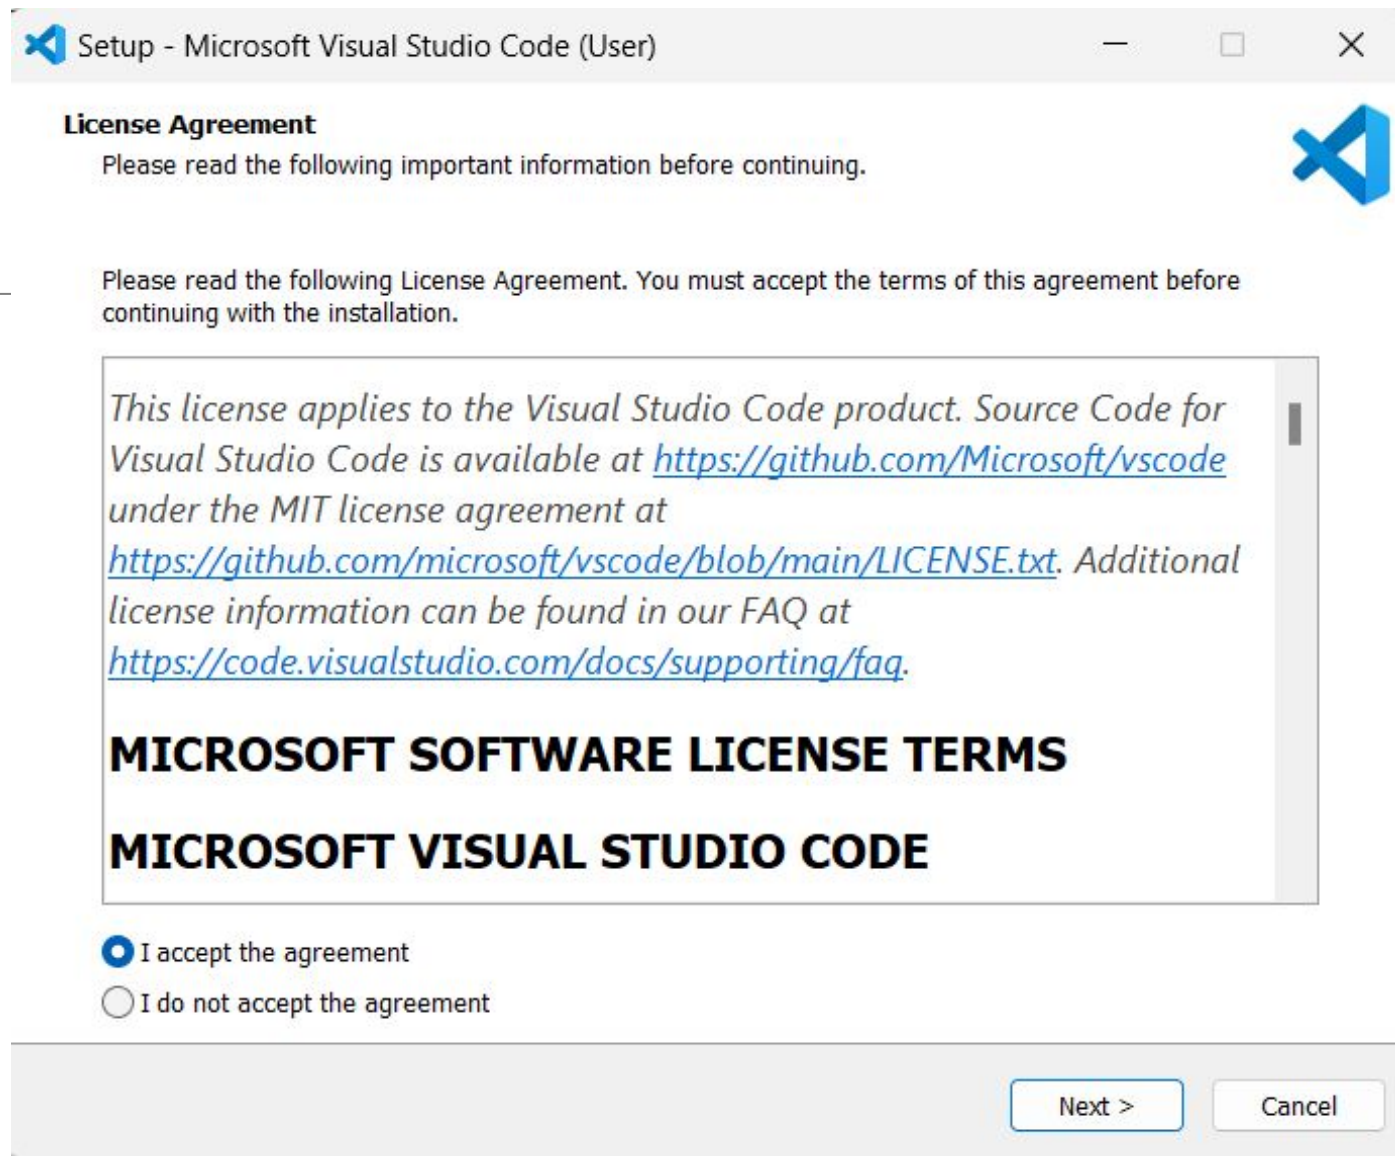 Setup - Microsoft Visual Studio Code (User)
License Agreement
Please read the following important information before continuing.
Please read the following License Agreement. You must accept the terms of this agreement before
continuing with the installation.
This license applies to the Visual Studio Code product. Source Code for
Visual Studio Code is available at https://github.com/Microsoft/vscode
under the MIT license agreement at
https://github.com/microsoft/vscode/blob/main/LICENSE.txt. Additional
license information can be found in our FAQ at
https://code.visualstudio.com/docs/supporting/faq.
MICROSOFT SOFTWARE LICENSE TERMS
MICROSOFT VISUAL STUDIO CODE
I accept the agreement
I do not accept the agreement
Next >
Cancel